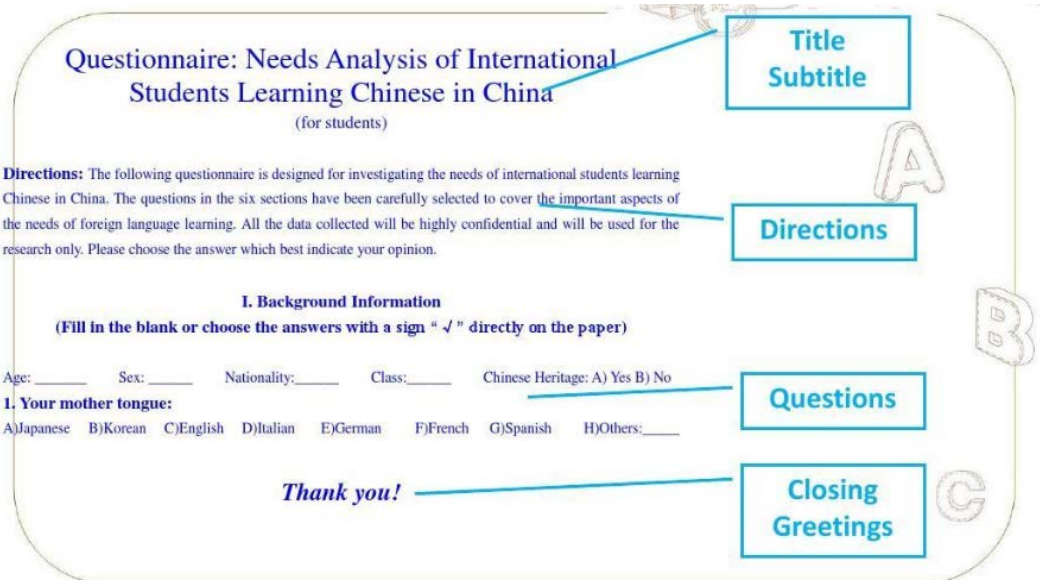 Questionnaire: Needs Analysis of International
Students Learning Chinese in China
(for students)
Title
Subtitle
Directions: The following questionnaire is designed for investigating the needs of international students learning
Chinese in China. The questions in the six sections have been carefully selected to cover the important aspects of
the needs of foreign language learning. All the data collected will be highly confidential and will be used for the
research only. Please choose the answer which best indicate your opinion.
Directions
I. Background Information
(Fill in the blank or choose the answers with a sign “ √ ” directly on the paper)
Age: _______ Sex: ______ Nationality:______ Class:______ Chinese Heritage: A) Yes B) No
1. Your mother tongue:
A)Japanese B)Korean C)English D)Italian E)German F)French G)Spanish H)Others:_____
Questions
Thank you!
Closing
Greetings
A
B
C